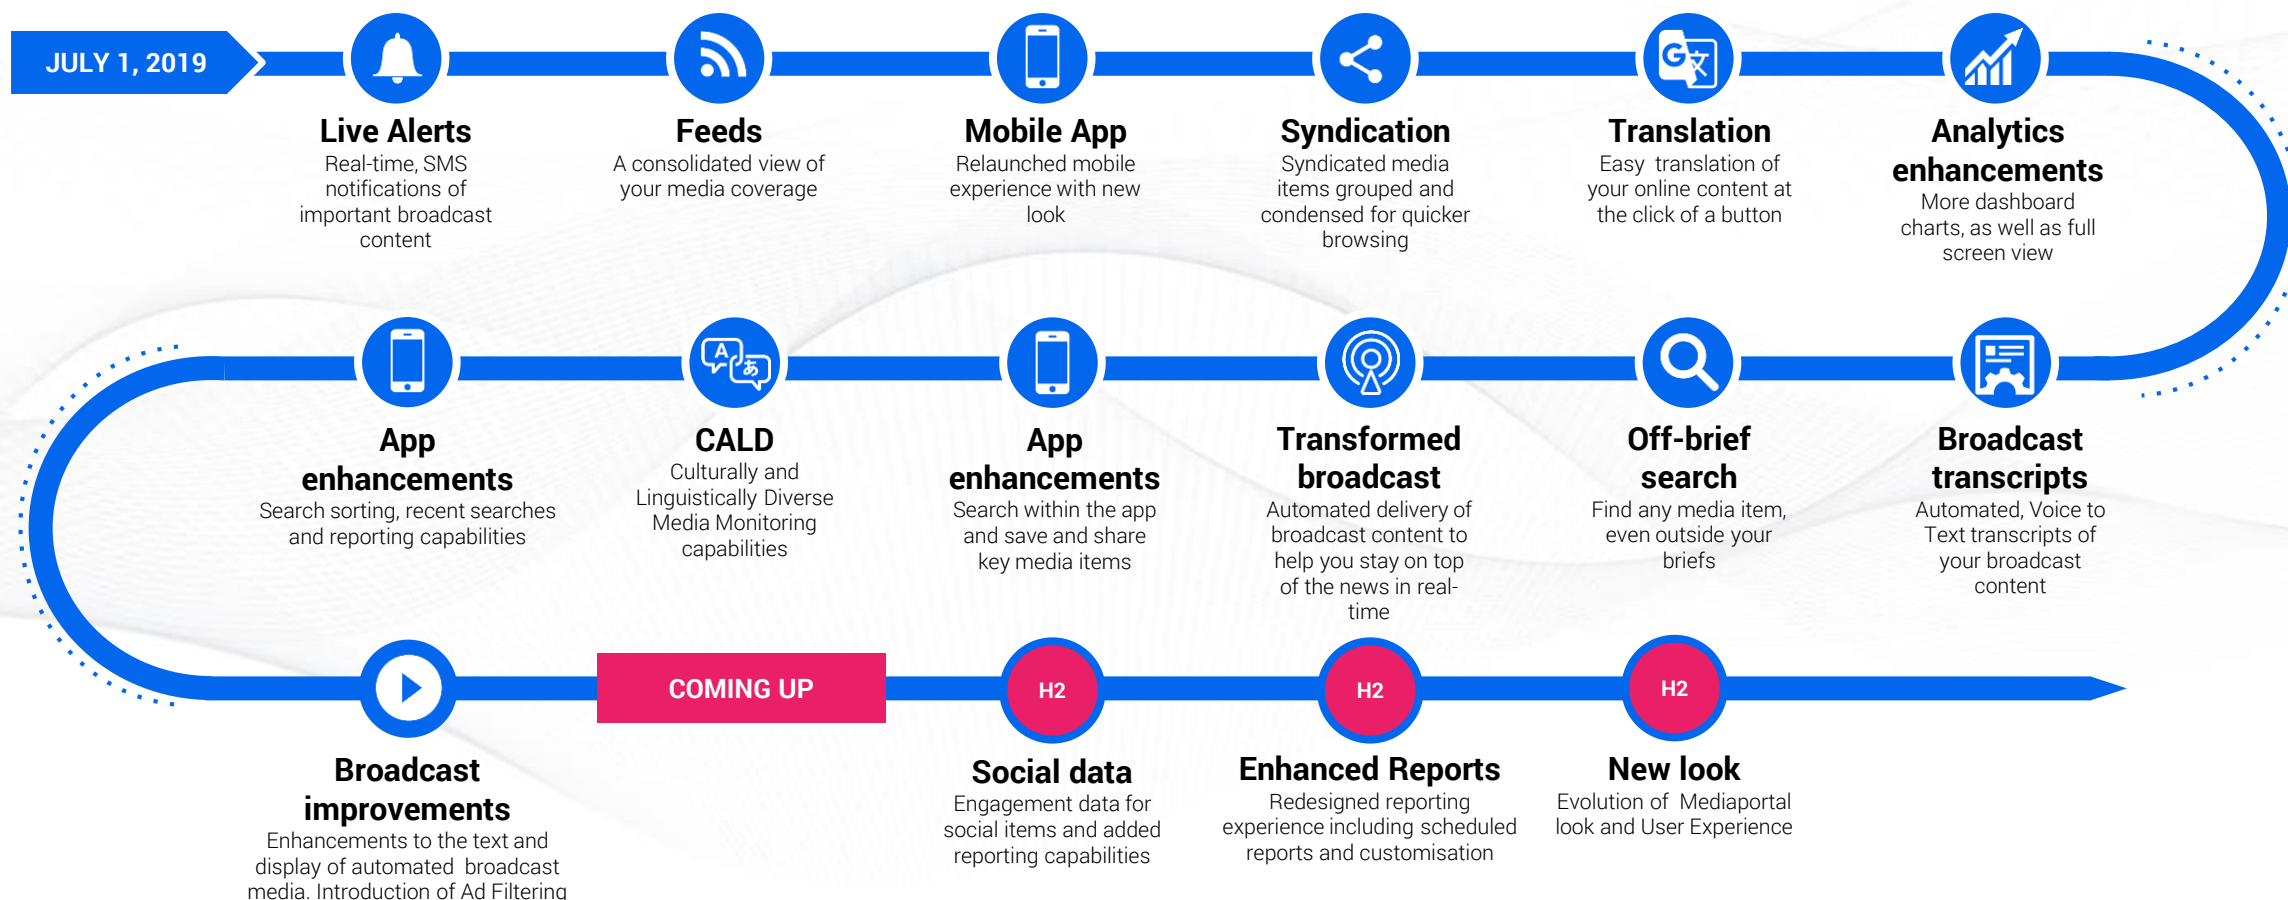 JULY 1, 2019
Live Alerts
Real-time, SMS
notifications of
important broadcast
content
Feeds
A consolidated view of
your media coverage
Mobile App
Relaunched mobile
experience with new
look
Syndication
Syndicated media
items grouped and
condensed for quicker
browsing
G 文
Translation
Easy translation of
your online content at
the click of a button
Analytics
enhancements
More dashboard
charts, as well as full
screen view
App
enhancements
Search sorting, recent searches
and reporting capabilities
A あ
CALD
Culturally and
Linguistically Diverse
Media Monitoring
capabilities
App
enhancements
Search within the app
and save and share
key media items
Transformed
broadcast
Automated delivery of
broadcast content to
help you stay on top
of the news in real-
time
Off-brief
search
Find any media item,
even outside your
briefs
Broadcast
transcripts
Automated, Voice to
Text transcripts of
your broadcast
content
Broadcast
improvements
Enhancements to the text and
display of automated broadcast
media. Introduction of Ad Filtering
COMING UP
H2
Social data
Engagement data for
social items and added
reporting capabilities
H2
Enhanced Reports
Redesigned reporting
experience including scheduled
reports and customisation
H2
New look
Evolution of Mediaportal
look and User Experience